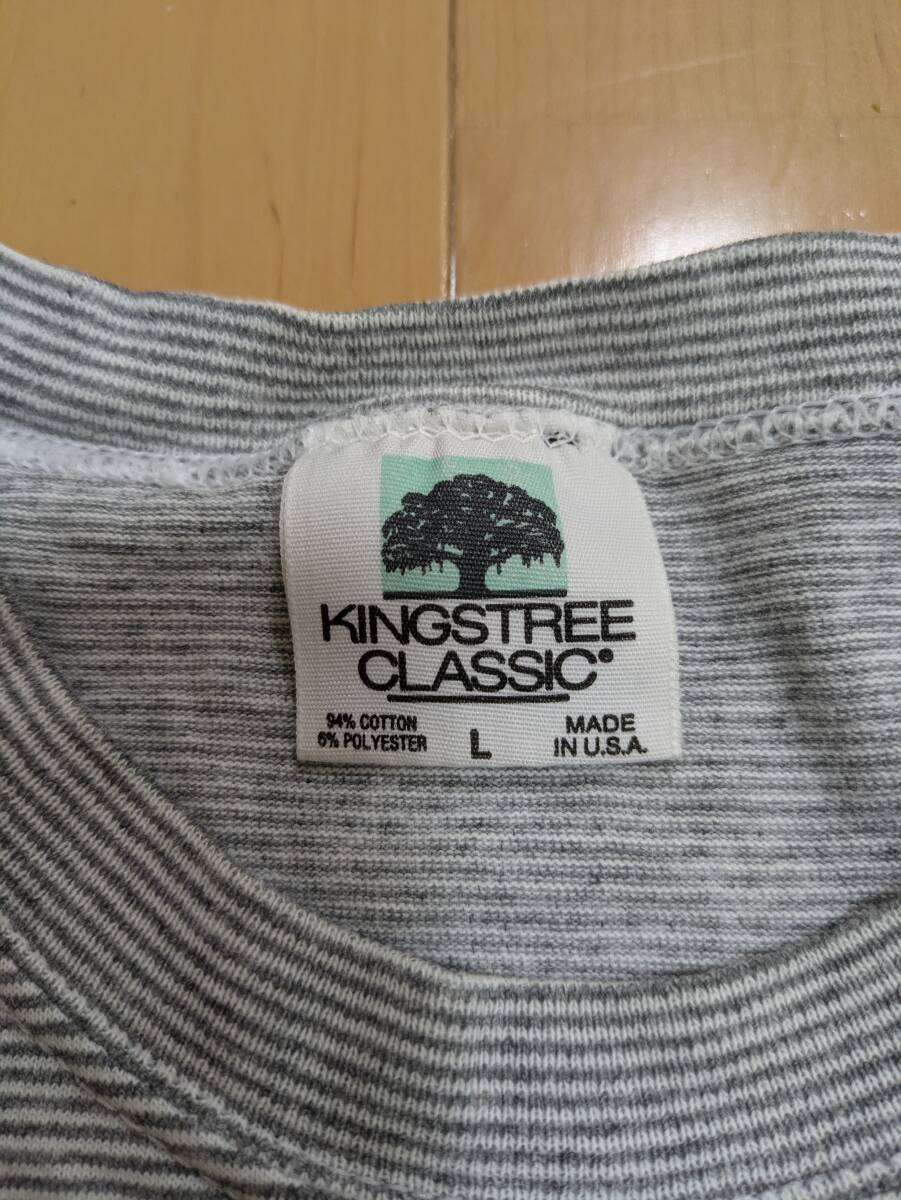 KINGSTREE
CLASSIC®
94% COTTON
6% POLYESTER
L
MADE
IN U.S.A.